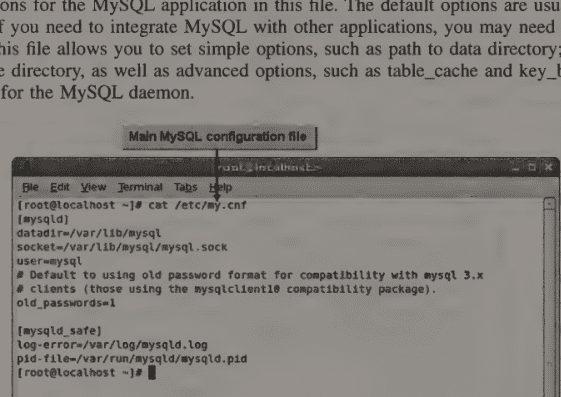 ons for the MySQL application in this file. The default options are usu
f you need to integrate MySQL with other applications, you may need
his file allows you to set simple options, such as path to data directory;
e directory, as well as advanced options, such as table_cache and key_b
for the MySQL daemon.
Main MySQL configuration file
root@localhost:~
File Edit View Terminal Tabs Help
[root@localhost ~]# cat /etc/my.cnf
[mysqld]
datadir=/var/lib/mysql
socket=/var/lib/mysql/mysql.sock
user=mysql
# Default to using old password format for compatibility with mysql 3.x
# clients (those using the mysqlclient10 compatibility package).
old_passwords=1
[mysqld_safe]
log-error=/var/log/mysqld.log
pid-file=/var/run/mysqld/mysqld.pid
[root@localhost ~]#